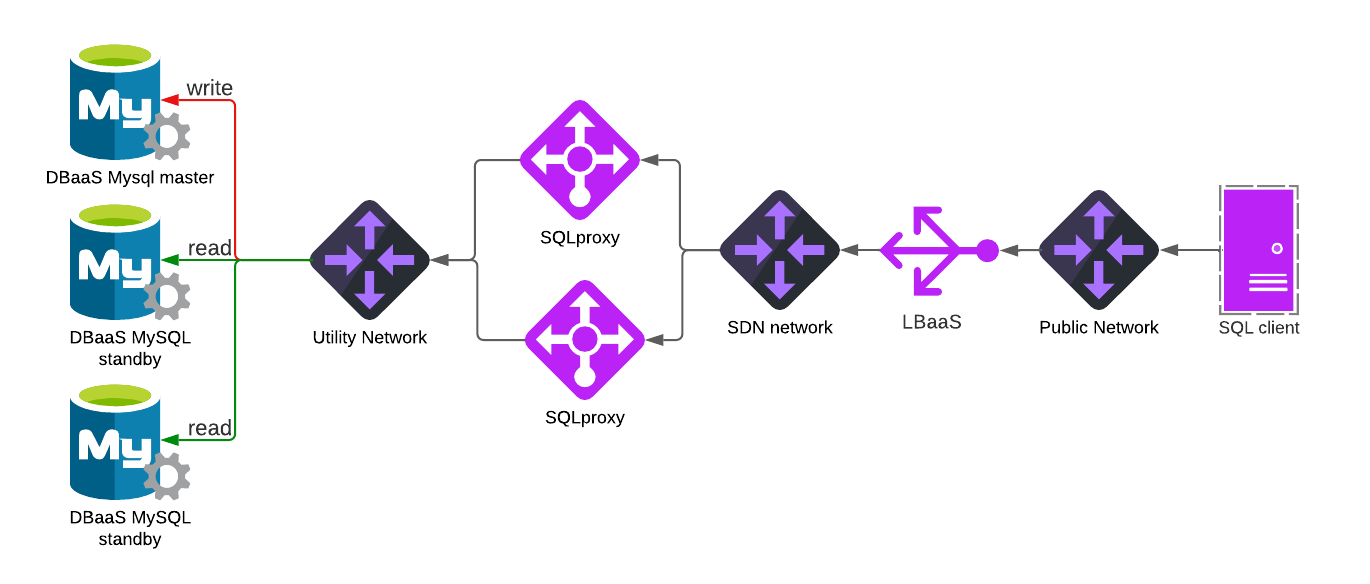 write
My
DBaaS Mysql master
read
My
DBaaS MySQL
standby
read
My
DBaaS MySQL
standby
Utility Network
SQLproxy
SQLproxy
SDN network
LBaaS
Public Network
SQL client